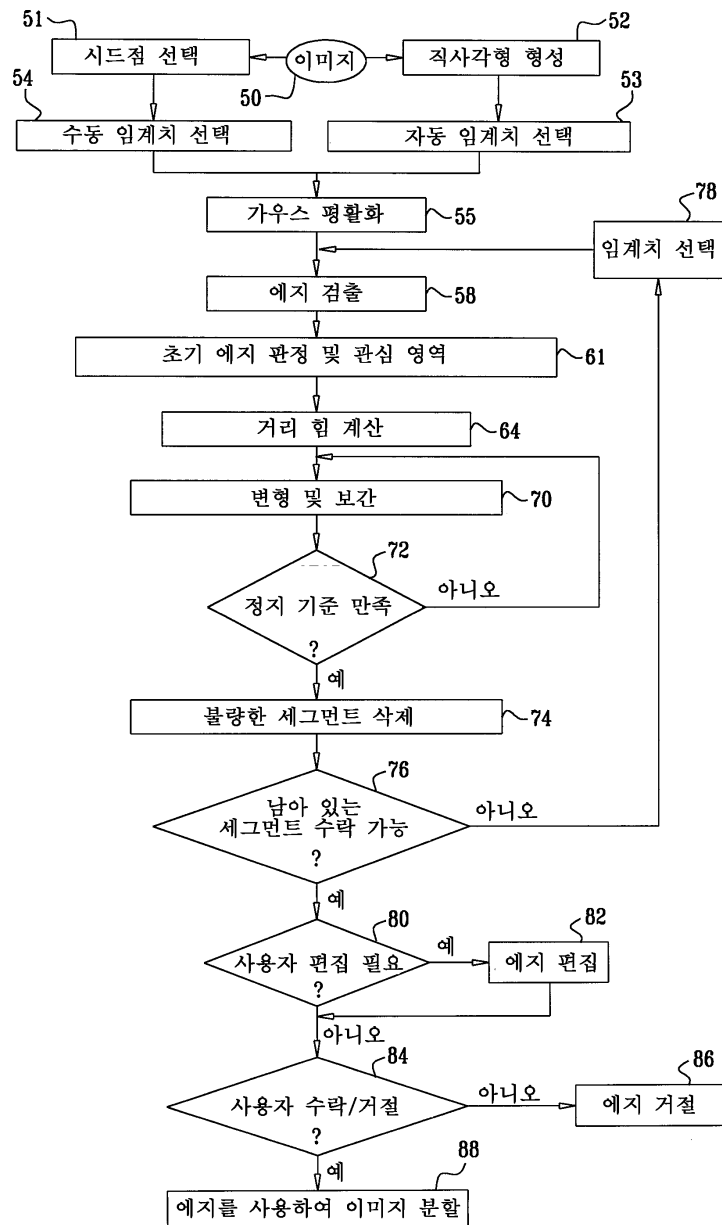 51
시드점 선택
이미지
50
52
직사각형 형성
54
수동 임계치 선택
53
자동 임계치 선택
가우스 평활화
55
78
임계치 선택
에지 검출
58
초기 에지 판정 및 관심 영역
61
거리 힘 계산
64
변형 및 보간
70
72
정지 기준 만족
?
아니오
예
불량한 세그먼트 삭제
74
76
남아 있는
세그먼트 수락 가능
?
아니오
예
80
사용자 편집 필요
?
예
82
에지 편집
아니오
84
사용자 수락/거절
?
아니오
86
에지 거절
예
88
에지를 사용하여 이미지 분할